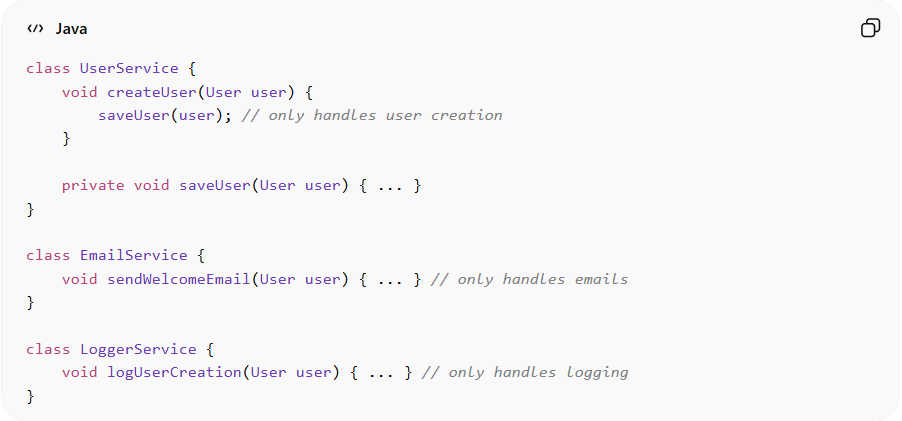 </> Java
class UserService {
    void createUser(User user) {
        saveUser(user); // only handles user creation
    }

    private void saveUser(User user) { ... }
}

class EmailService {
    void sendWelcomeEmail(User user) { ... } // only handles emails
}

class LoggerService {
    void logUserCreation(User user) { ... } // only handles logging
}